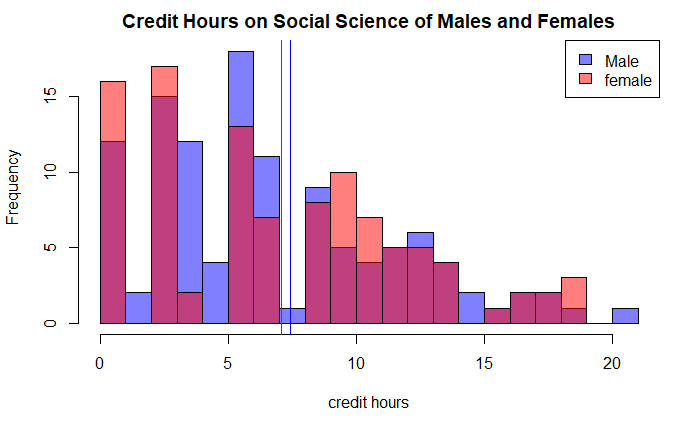 Credit Hours on Social Science of Males and Females
Male
female
Frequency
15
10
5
0
0 5 10 15 20
credit hours